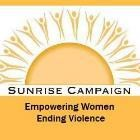 SUNRISE CAMPAIGN
Empowering Women
Ending Violence